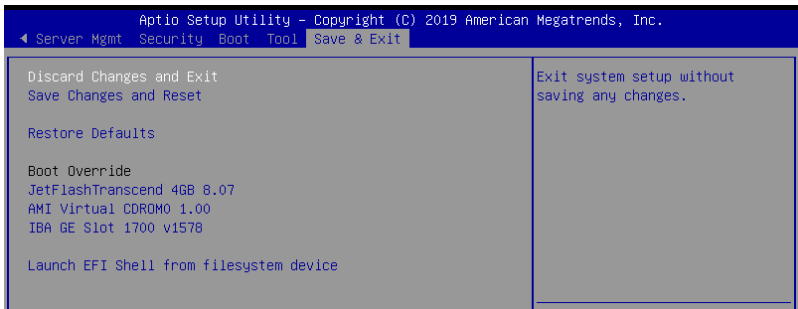 Aptio Setup Utility – Copyright (C) 2019 American Megatrends, Inc.
◄ Server Mgmt Security Boot Tool Save & Exit
Discard Changes and Exit
Save Changes and Reset
Restore Defaults
Boot Override
JetFlashTranscend 4GB 8.07
AMI Virtual CDROM0 1.00
IBA GE Slot 1700 v1578
Launch EFI Shell from filesystem device
Exit system setup without
saving any changes.